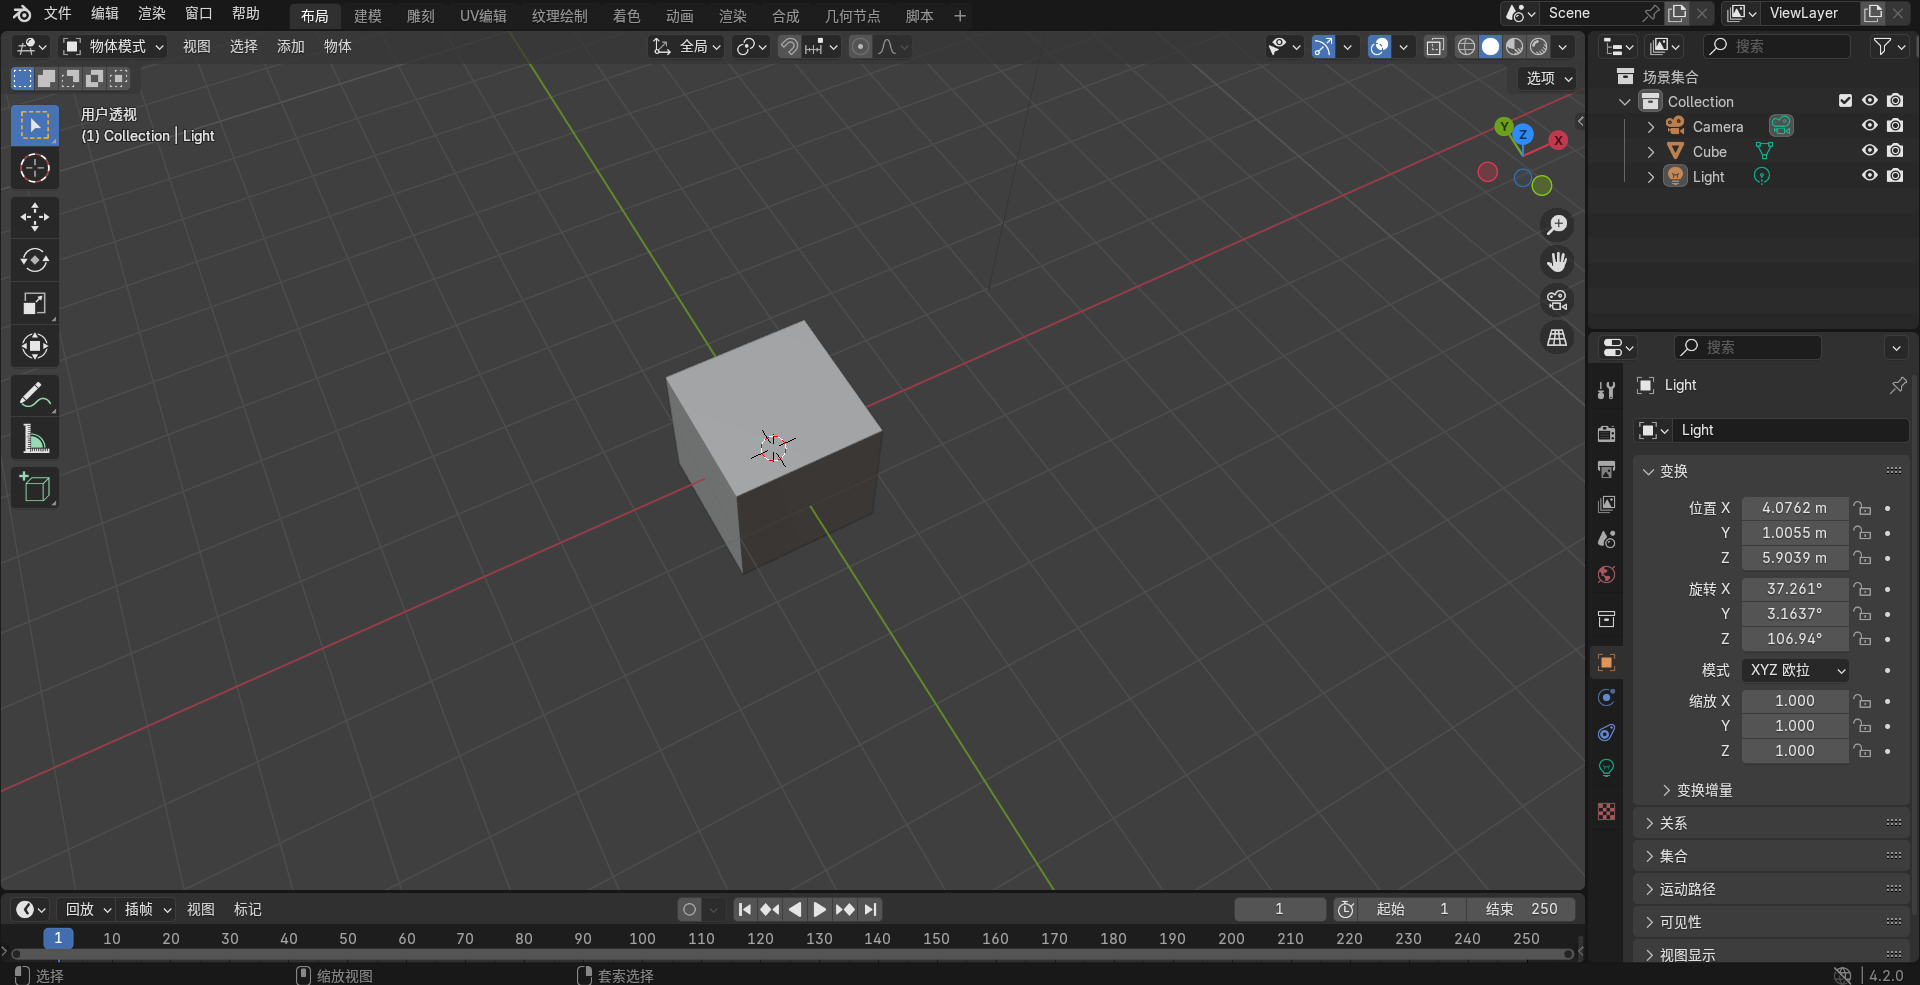 文件 编辑 渲染 窗口 帮助 布局 建模 雕刻 UV编辑 纹理绘制 着色 动画 渲染 合成 几何节点 脚本 Scene ViewLayer
物体模式 视图 选择 添加 物体 全局 搜索
选项
用户透视
(1) Collection | Light
Y Z X
场景集合
Collection
Camera
Cube
Light
搜索
Light
Light
变换
位置 X 4.0762 m
Y 1.0055 m
Z 5.9039 m
旋转 X 37.261°
Y 3.1637°
Z 106.94°
模式 XYZ 欧拉
缩放 X 1.000
Y 1.000
Z 1.000
变换增量
关系
集合
运动路径
可见性
视图显示
回放 插帧 视图 标记 1 起始 1 结束 250
1 10 20 30 40 50 60 70 80 90 100 110 120 130 140 150 160 170 180 190 200 210 220 230 240 250
选择 缩放视图 套索选择 4.2.0